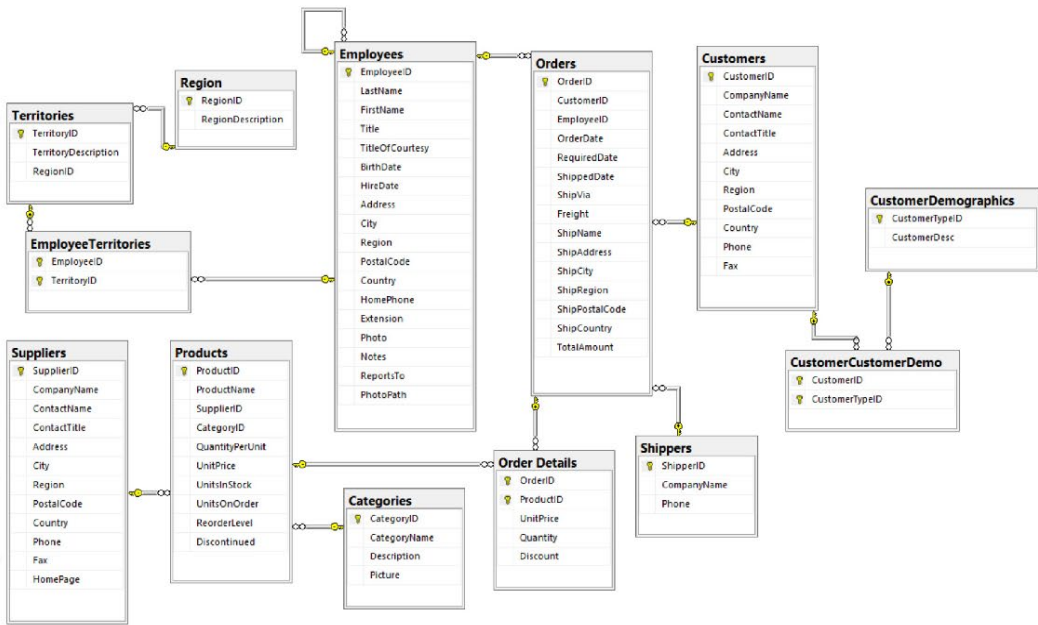 Employees
EmployeeID
LastName
FirstName
Title
TitleOfCourtesy
BirthDate
HireDate
Address
City
Region
PostalCode
Country
HomePhone
Extension
Photo
Notes
ReportsTo
PhotoPath
Orders
OrderID
CustomerID
EmployeeID
OrderDate
RequiredDate
ShippedDate
ShipVia
Freight
ShipName
ShipAddress
ShipCity
ShipRegion
ShipPostalCode
ShipCountry
TotalAmount
Customers
CustomerID
CompanyName
ContactName
ContactTitle
Address
City
Region
PostalCode
Country
Phone
Fax
Region
RegionID
RegionDescription
Territories
TerritoryID
TerritoryDescription
RegionID
CustomerDemographics
CustomerTypeID
CustomerDesc
EmployeeTerritories
EmployeeID
TerritoryID
Suppliers
SupplierID
CompanyName
ContactName
ContactTitle
Address
City
Region
PostalCode
Country
Phone
Fax
HomePage
Products
ProductID
ProductName
SupplierID
CategoryID
QuantityPerUnit
UnitPrice
UnitsInStock
UnitsOnOrder
ReorderLevel
Discontinued
CustomerCustomerDemo
CustomerID
CustomerTypeID
Shippers
ShipperID
CompanyName
Phone
Order Details
OrderID
ProductID
UnitPrice
Quantity
Discount
Categories
CategoryID
CategoryName
Description
Picture